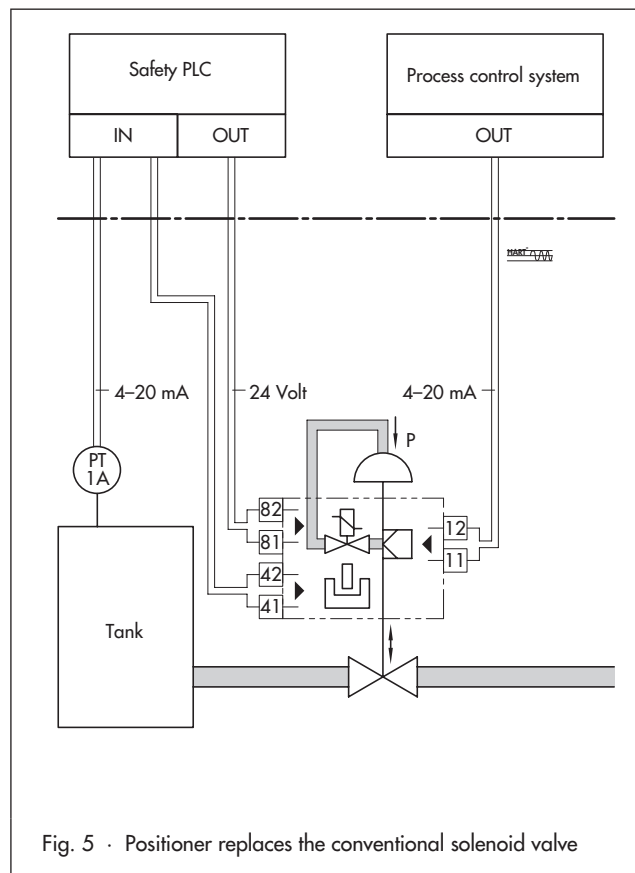 Safety PLC
Process control system
IN
OUT
OUT
HART
4–20 mA
24 Volt
4–20 mA
P
PT
1A
82
81
42
41
12
11
Tank
Fig. 5 · Positioner replaces the conventional solenoid valve